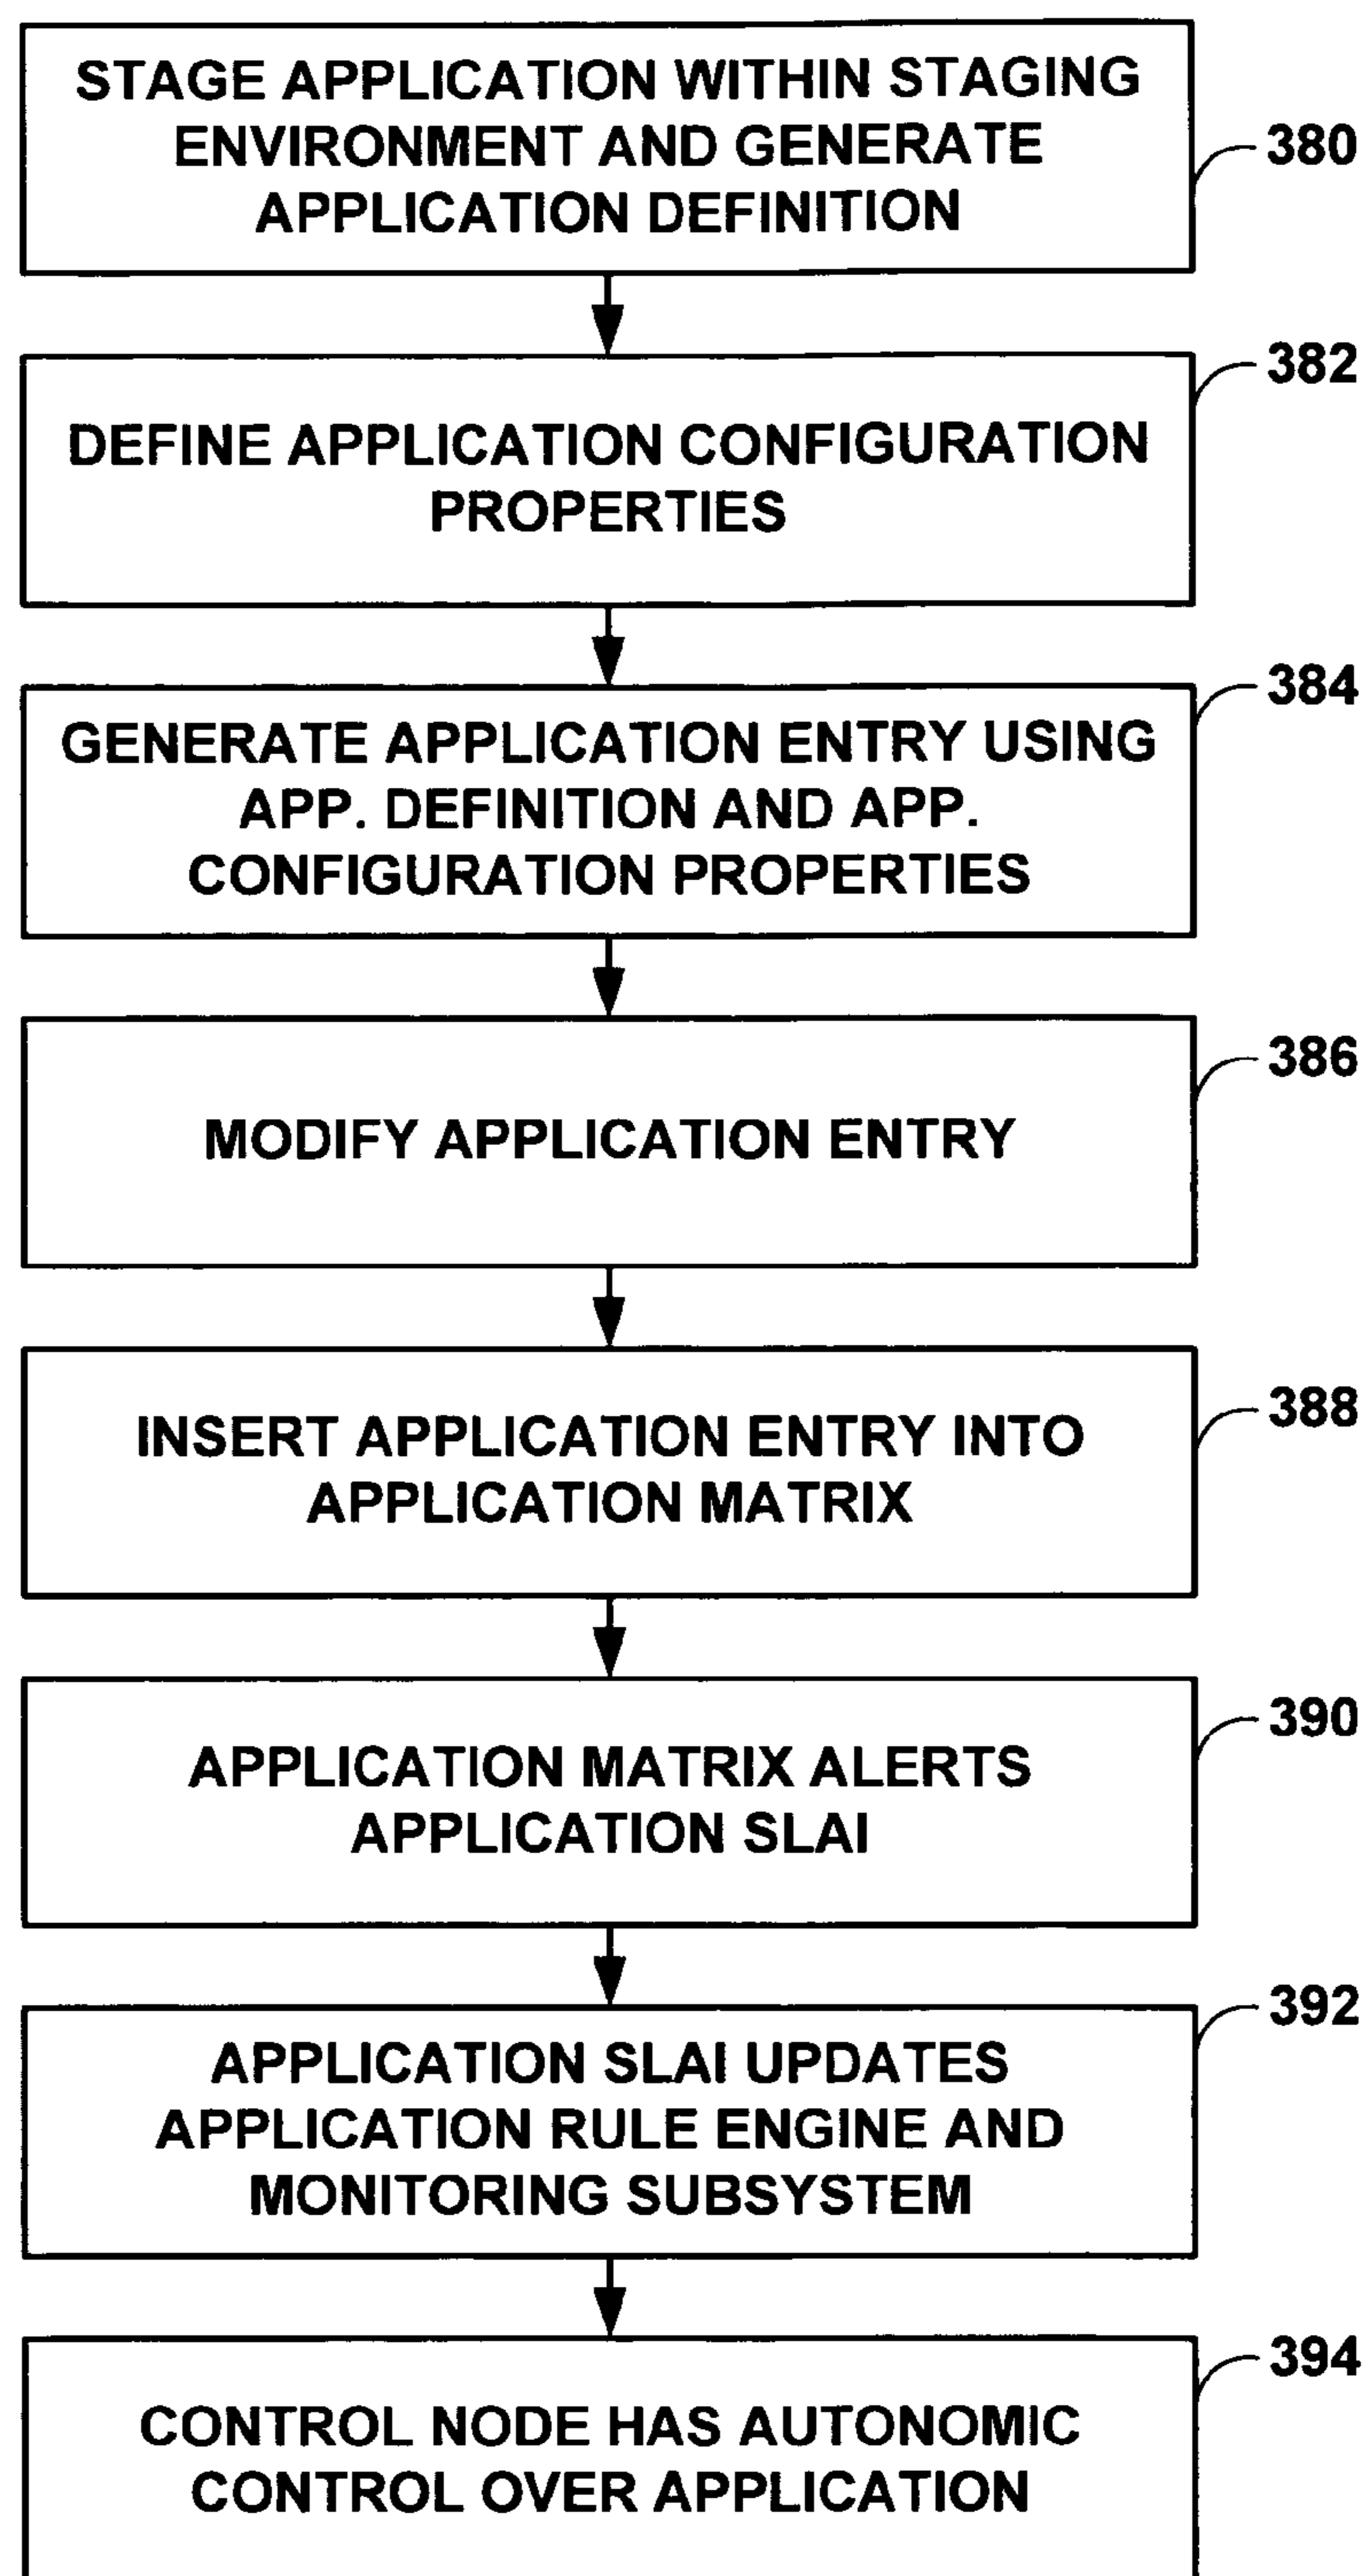 STAGE APPLICATION WITHIN STAGING
ENVIRONMENT AND GENERATE
APPLICATION DEFINITION
380
DEFINE APPLICATION CONFIGURATION
PROPERTIES
382
GENERATE APPLICATION ENTRY USING
APP. DEFINITION AND APP.
CONFIGURATION PROPERTIES
384
MODIFY APPLICATION ENTRY
386
INSERT APPLICATION ENTRY INTO
APPLICATION MATRIX
388
APPLICATION MATRIX ALERTS
APPLICATION SLAI
390
APPLICATION SLAI UPDATES
APPLICATION RULE ENGINE AND
MONITORING SUBSYSTEM
392
CONTROL NODE HAS AUTONOMIC
CONTROL OVER APPLICATION
394